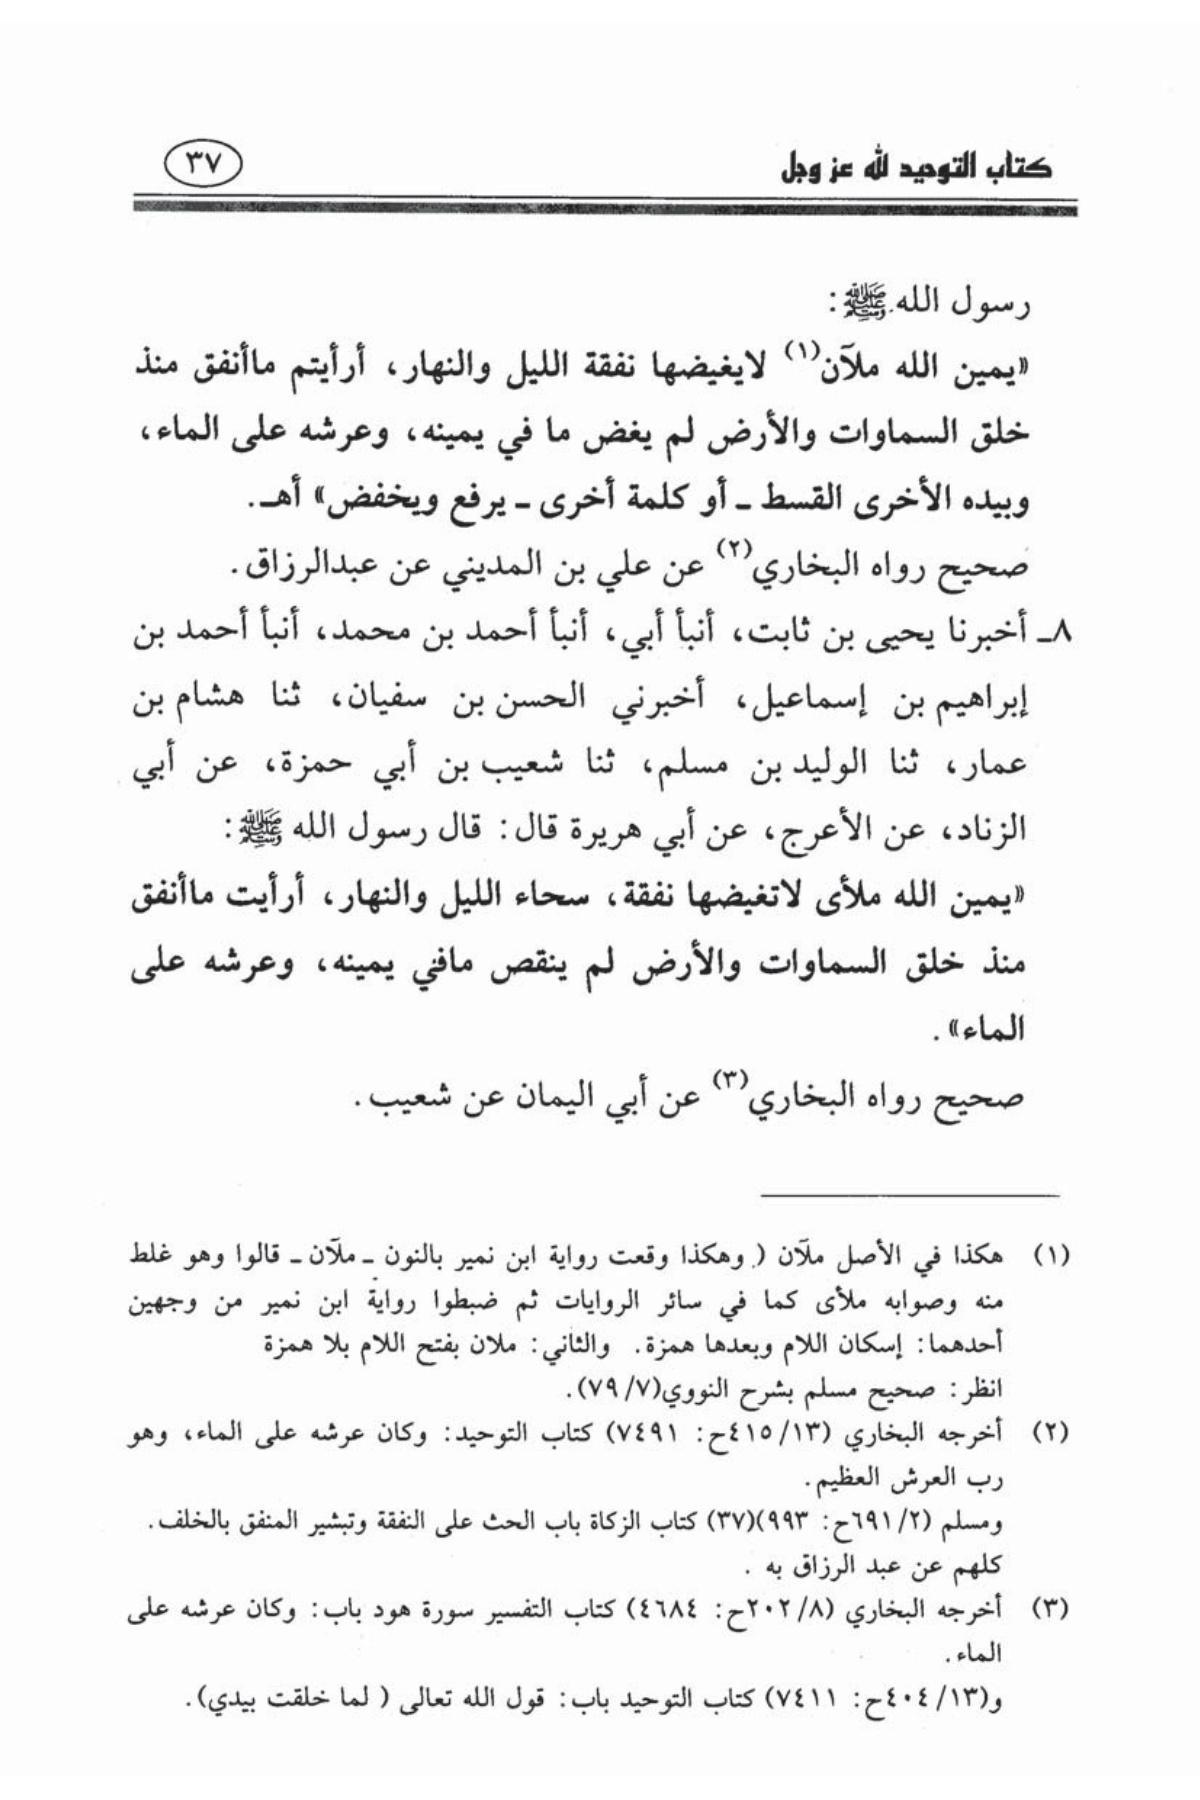 كتاب التوحيد لله عز وجل
٣٧
رسول الله ﷺ:
«يمين الله ملآن(١) لايغيضها نفقة الليل والنهار، أرأيتم ماأنفق منذ
خلق السماوات والأرض لم يغض ما في يمينه، وعرشه على الماء،
وبيده الأخرى القسط ـ أو كلمة أخرى ـ يرفع ويخفض» أهـ.
صحيح رواه البخاري(٢) عن علي بن المديني عن عبدالرزاق.
٨ـ أخبرنا يحيى بن ثابت، أنبأ أبي، أنبأ أحمد بن محمد، أنبأ أحمد بن
إبراهيم بن إسماعيل، أخبرني الحسن بن سفيان، ثنا هشام بن
عمار، ثنا الوليد بن مسلم، ثنا شعيب بن أبي حمزة، عن أبي
الزناد، عن الأعرج، عن أبي هريرة قال: قال رسول الله ﷺ:
«يمين الله ملأى لاتغيضها نفقة، سحاء الليل والنهار، أرأيت ماأنفق
منذ خلق السماوات والأرض لم ينقص مافي يمينه، وعرشه على
الماء».
صحيح رواه البخاري(٣) عن أبي اليمان عن شعيب.
(١) هكذا في الأصل ملآن (. وهكذا وقعت رواية ابن نمير بالنون ـ ملآن ـ قالوا وهو غلط
منه وصوابه ملأى كما في سائر الروايات ثم ضبطوا رواية ابن نمير من وجهين
أحدهما: إسكان اللام وبعدها همزة. والثاني: ملان بفتح اللام بلا همزة
انظر: صحيح مسلم بشرح النووي(٧/ ٧٩).
(٢) أخرجه البخاري (١٣/ ٤١٥ح: ٧٤٩١) كتاب التوحيد: وكان عرشه على الماء، وهو
رب العرش العظيم.
ومسلم (٢/ ٦٩١ح: ٩٩٣)(٣٧) كتاب الزكاة باب الحث على النفقة وتبشير المنفق بالخلف.
كلهم عن عبد الرزاق به .
(٣) أخرجه البخاري (٨/ ٢٠٢ح: ٤٦٨٤) كتاب التفسير سورة هود باب: وكان عرشه على
الماء.
و(١٣/ ٤٠٤ح: ٧٤١١) كتاب التوحيد باب: قول الله تعالى ( لما خلقت بيدي).